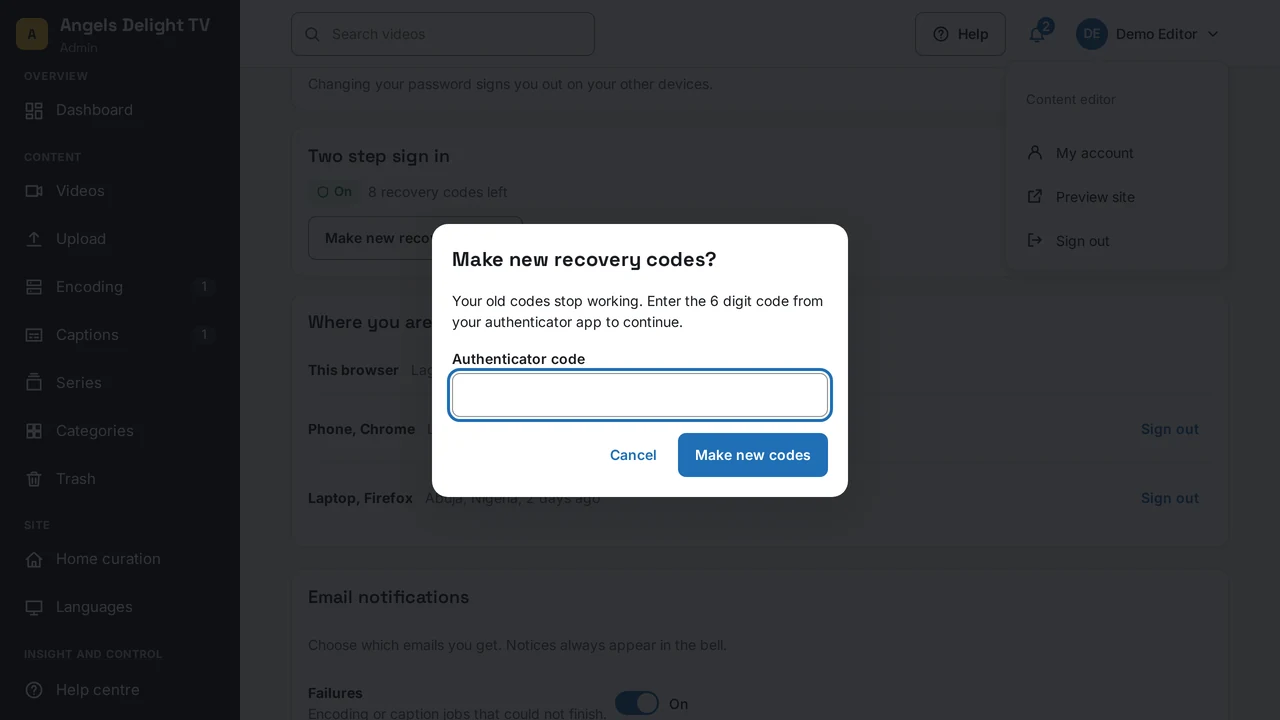 A
Angels Delight TV
Admin
OVERVIEW
Dashboard
CONTENT
Videos
Upload
Encoding 1
Captions 1
Series
Categories
Trash
SITE
Home curation
Languages
INSIGHT AND CONTROL
Help centre
Search videos
Help
2
DE Demo Editor
Content editor
My account
Preview site
Sign out
Changing your password signs you out on your other devices.
Two step sign in
On 8 recovery codes left
Make new
Where you are
This browser
Phone, Chrome
Sign out
Laptop, Firefox Abuja, Nigeria, 2 days ago
Sign out
Make new recovery codes?
Your old codes stop working. Enter the 6 digit code from
your authenticator app to continue.
Authenticator code
Cancel
Make new codes
Email notifications
Choose which emails you get. Notices always appear in the bell.
Failures
Encoding or caption jobs that could not finish.
On